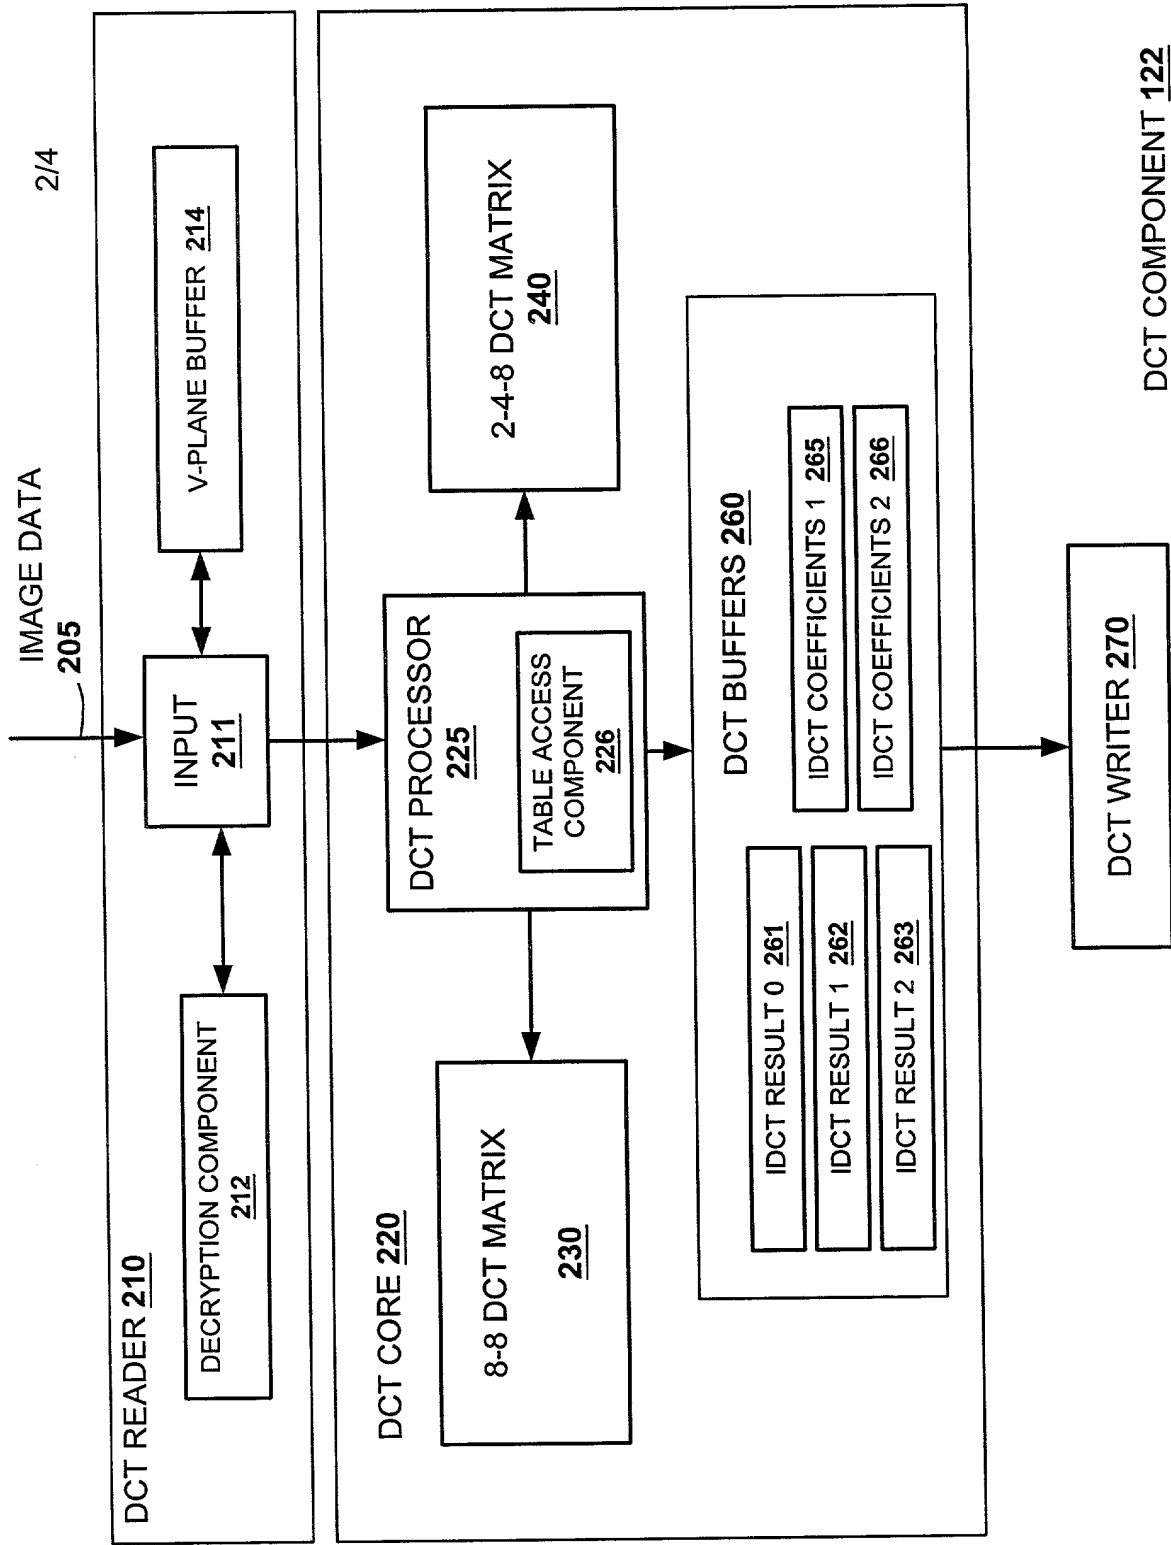 2/4
IMAGE DATA
205
DCT READER 210
DECRYPTION COMPONENT
212
INPUT
211
V-PLANE BUFFER 214
DCT CORE 220
8-8 DCT MATRIX
230
DCT PROCESSOR
225
TABLE ACCESS
COMPONENT
226
2-4-8 DCT MATRIX
240
DCT BUFFERS 260
IDCT RESULT 0 261
IDCT RESULT 1 262
IDCT RESULT 2 263
IDCT COEFFICIENTS 1 265
IDCT COEFFICIENTS 2 266
DCT WRITER 270
DCT COMPONENT 122